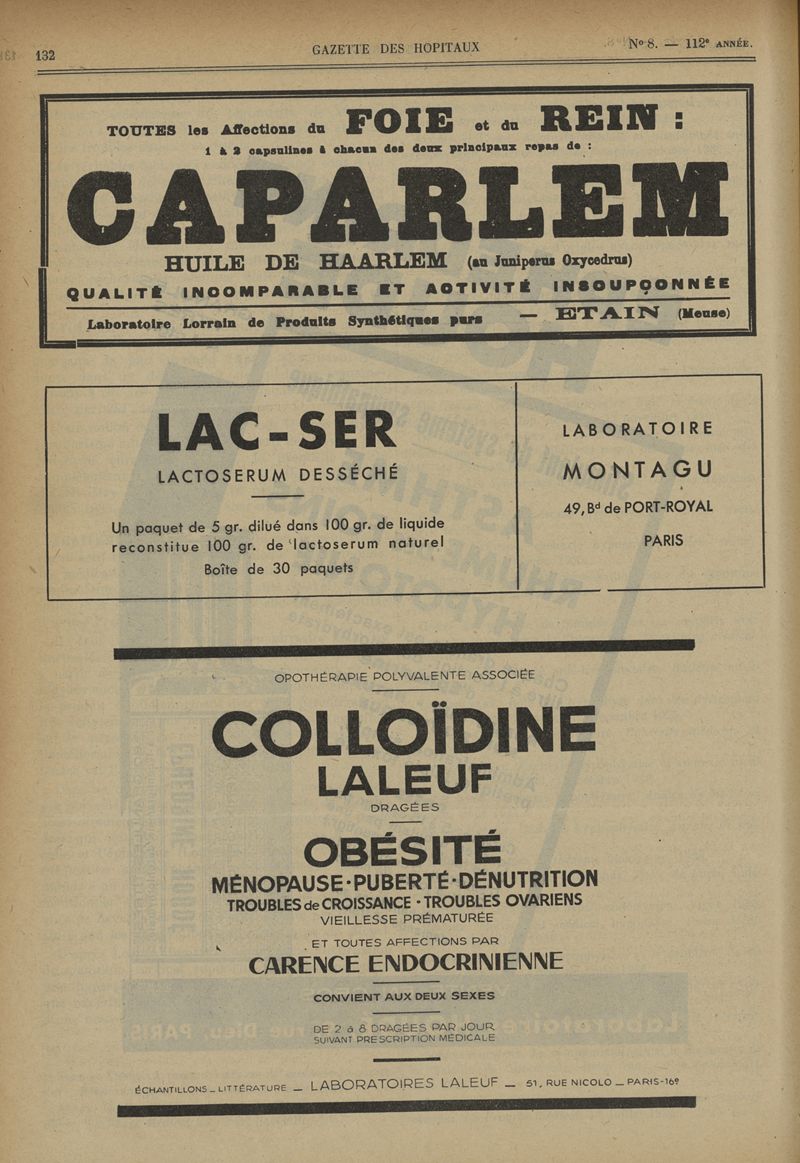 132
GAZETTE DES HOPITAUX
Nº 8. — 112e ANNÉE.
TOUTES les Affections du FOIE et du REIN :
1 à 2 capsulines à chacun des deux principaux repas de :
CAPARLEM
HUILE DE HAARLEM (au Juniperus Oxycedrus)
QUALITÉ INCOMPARABLE ET ACTIVITÉ INSOUPÇONNÉE
Laboratoire Lorrain de Produits Synthétiques purs — ETAIN (Meuse)
LAC-SER
LACTOSERUM DESSÉCHÉ
Un paquet de 5 gr. dilué dans 100 gr. de liquide
reconstitue 100 gr. de lactoserum naturel
Boîte de 30 paquets
LABORATOIRE
MONTAGU
49, Bd de PORT-ROYAL
PARIS
OPOTHÉRAPIE POLYVALENTE ASSOCIÉE
COLLOÏDINE
LALEUF
DRAGÉES
OBÉSITÉ
MÉNOPAUSE·PUBERTÉ·DÉNUTRITION
TROUBLES de CROISSANCE · TROUBLES OVARIENS
VIEILLESSE PRÉMATURÉE
ET TOUTES AFFECTIONS PAR
CARENCE ENDOCRINIENNE
CONVIENT AUX DEUX SEXES
DE 2 à 8 DRAGÉES PAR JOUR
SUIVANT PRESCRIPTION MÉDICALE
ÉCHANTILLONS _ LITTÉRATURE _ LABORATOIRES LALEUF _ 51, RUE NICOLO _ PARIS-16e